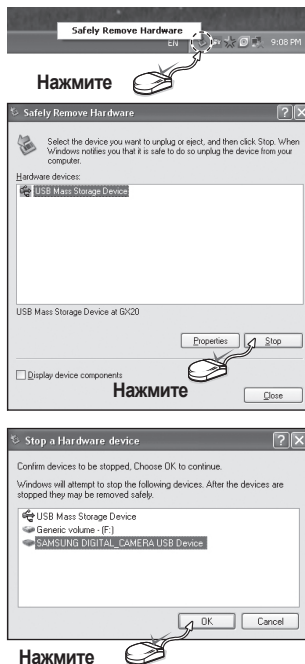 Safely Remove Hardware
EN
9:08 PM
Нажмите
Safely Remove Hardware
Select the device you want to unplug or eject, and then click Stop. When
Windows notifies you that it is safe to do so unplug the device from your
computer.
Hardware devices:
USB Mass Storage Device
USB Mass Storage Device at GX20
Properties
Stop
Display device components
Нажмите
Close
Stop a Hardware device
Confirm devices to be stopped, Choose OK to continue.
Windows will attempt to stop the following devices. After the devices are
stopped they may be removed safely.
USB Mass Storage Device
Generic volume - (F:)
SAMSUNG DIGITAL_CAMERA USB Device
OK
Cancel
Нажмите